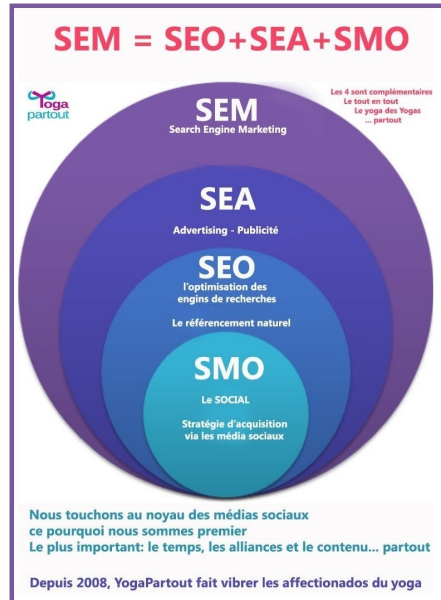 SEM = SEO+SEA+SMO
Yoga
partout
Les 4 sont complémentaires
Le tout en tout
Le yoga des Yogas
... partout
SEM
Search Engine Marketing
SEA
Advertising - Publicité
SEO
l'optimisation des
engins de recherches
Le référencement naturel
SMO
Le SOCIAL
Stratégie d'acquisition
via les média sociaux
Nous touchons au noyau des médias sociaux
ce pourquoi nous sommes premier
Le plus important: le temps, les alliances et le contenu... partout
Depuis 2008, YogaPartout fait vibrer les affectionados du yoga